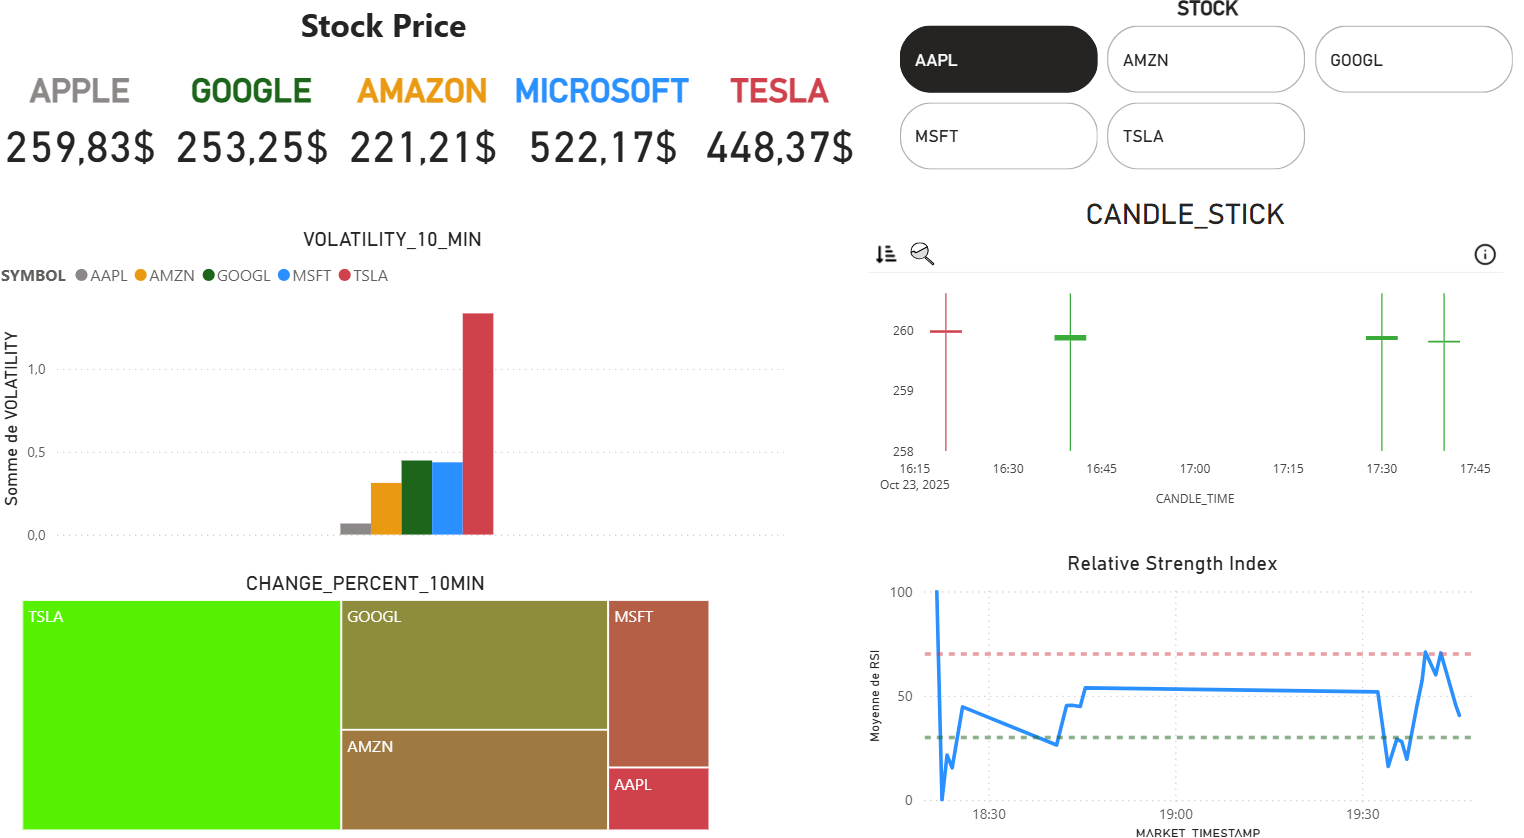 Stock Price
APPLE GOOGLE AMAZON MICROSOFT TESLA
259,83$ 253,25$ 221,21$ 522,17$ 448,37$
STOCK
AAPL AMZN GOOGL
MSFT TSLA
VOLATILITY_10_MIN
SYMBOL AAPL AMZN GOOGL MSFT TSLA
Somme de VOLATILITY
1,0
0,5
0,0
CHANGE_PERCENT_10MIN
TSLA
GOOGL
MSFT
AMZN
AAPL
CANDLE_STICK
260
259
258
16:15 16:30 16:45 17:00 17:15 17:30 17:45
Oct 23, 2025
CANDLE_TIME
Relative Strength Index
Moyenne de RSI
100
50
0
18:30 19:00 19:30
MARKET_TIMESTAMP